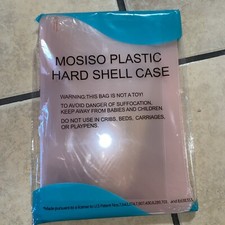 MOSISO PLASTIC
HARD SHELL CASE
WARNING:THIS BAG IS NOT A TOY!
TO AVOID DANGER OF SUFFOCATION,
KEEP AWAY FROM BABIES AND CHILDREN.
DO NOT USE IN CRIBS, BEDS, CARRIAGES,
OR PLAYPENS.